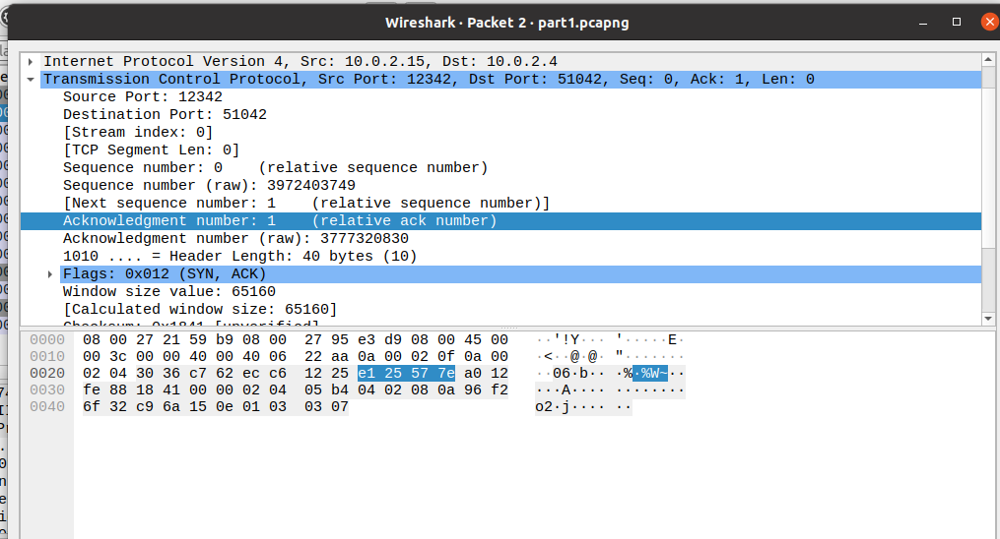 Wireshark · Packet 2 · part1.pcapng
Internet Protocol Version 4, Src: 10.0.2.15, Dst: 10.0.2.4
Transmission Control Protocol, Src Port: 12342, Dst Port: 51042, Seq: 0, Ack: 1, Len: 0
Source Port: 12342
Destination Port: 51042
[Stream index: 0]
[TCP Segment Len: 0]
Sequence number: 0    (relative sequence number)
Sequence number (raw): 3972403749
[Next sequence number: 1    (relative sequence number)]
Acknowledgment number: 1    (relative ack number)
Acknowledgment number (raw): 3777320830
1010 .... = Header Length: 40 bytes (10)
Flags: 0x012 (SYN, ACK)
Window size value: 65160
[Calculated window size: 65160]
Checksum: 0x1841 [unverified]
0000 08 00 27 21 59 b9 08 00 27 95 e3 d9 08 00 45 00 ··'!Y··· '·····E·
0010 00 3c 00 00 40 00 40 06 22 aa 0a 00 02 0f 0a 00 ·<··@·@· "·······
0020 02 04 30 36 c7 62 ec c6 12 25 e1 25 57 7e a0 12 ··06·b·· ·%·%W~··
0030 fe 88 18 41 00 00 02 04 05 b4 04 02 08 0a 96 f2 ···A···· ········
0040 6f 32 c9 6a 15 0e 01 03 03 07 o2·j···· ··